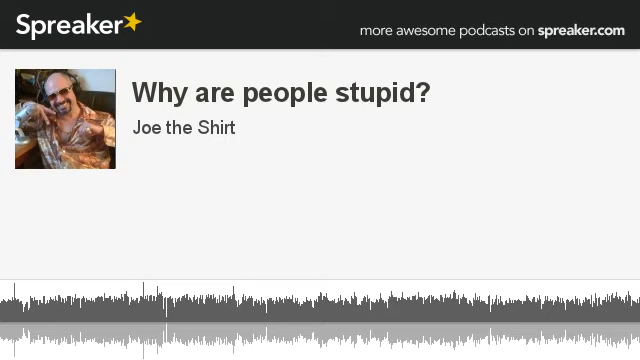 Spreaker
more awesome podcasts on spreaker.com
Why are people stupid?
Joe the Shirt